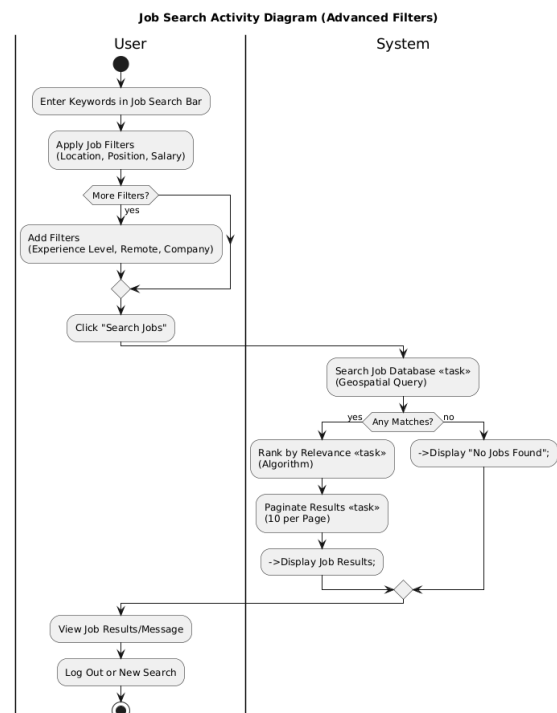 Job Search Activity Diagram (Advanced Filters)
User
System
Enter Keywords in Job Search Bar
Apply Job Filters
(Location, Position, Salary)
More Filters?
yes
Add Filters
(Experience Level, Remote, Company)
Click "Search Jobs"
Search Job Database «task»
(Geospatial Query)
yes
Any Matches?
no
Rank by Relevance «task»
(Algorithm)
->Display "No Jobs Found";
Paginate Results «task»
(10 per Page)
->Display Job Results;
View Job Results/Message
Log Out or New Search